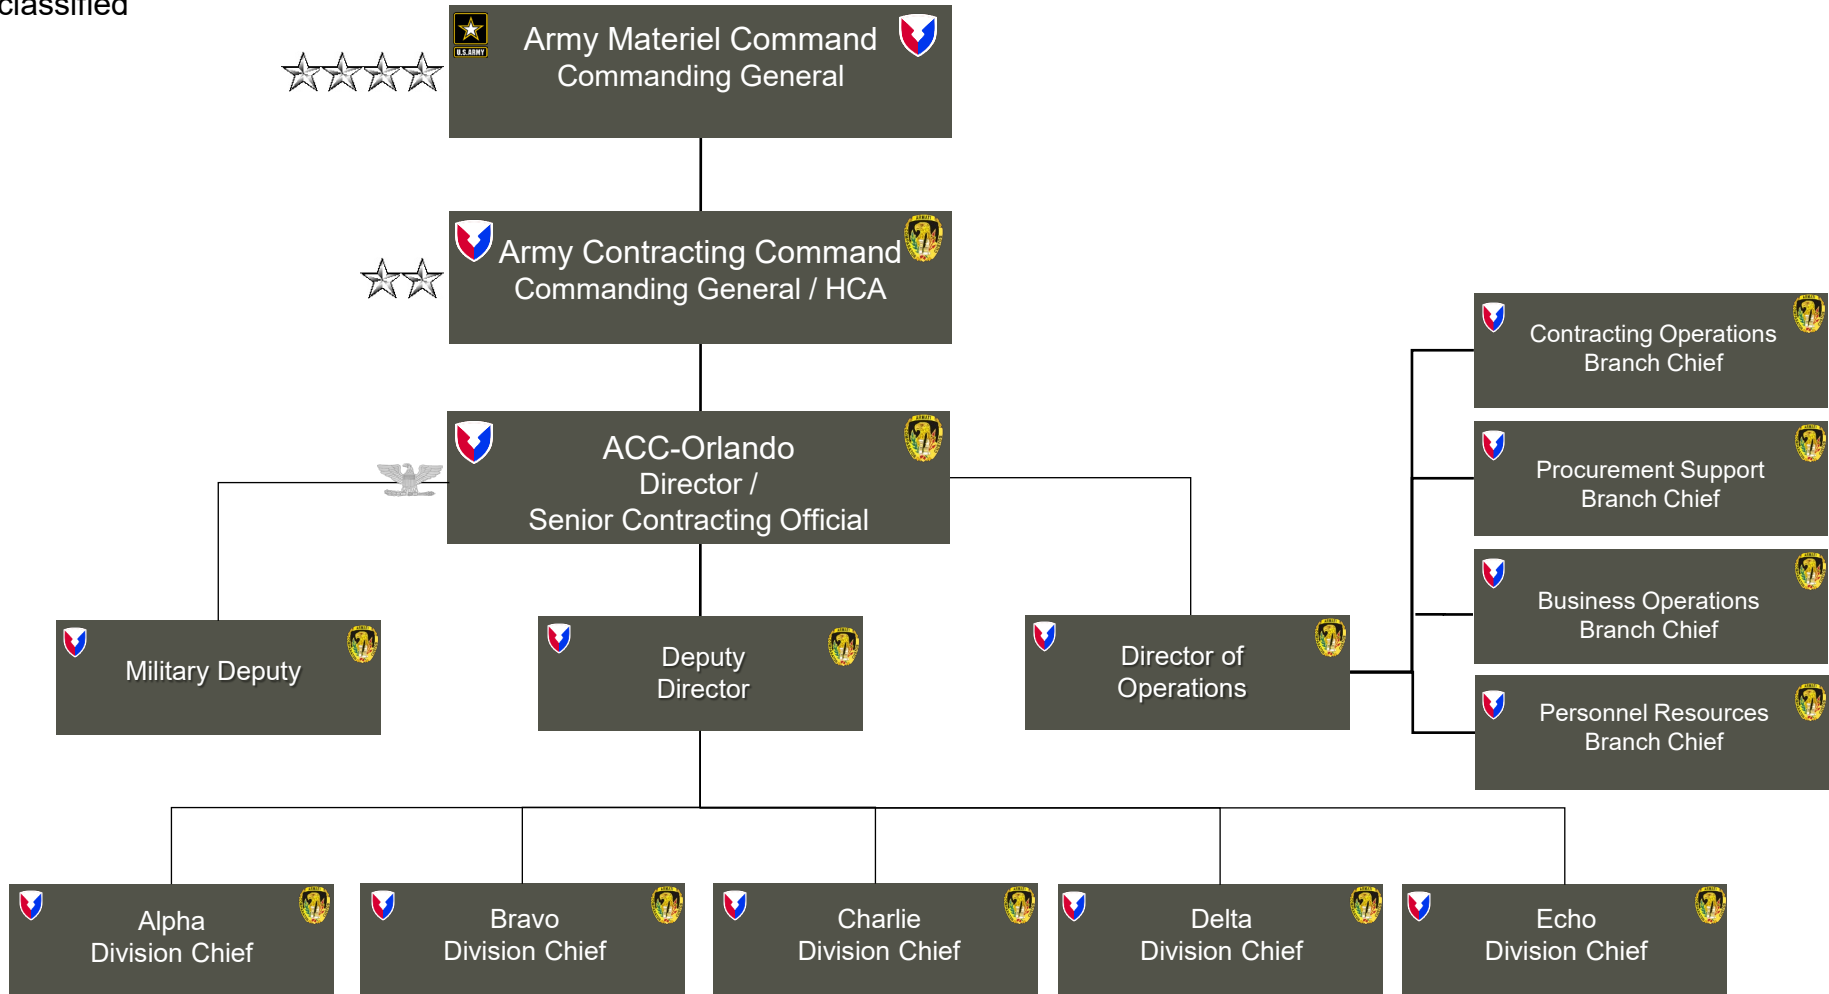 classified
Army Materiel Command
Commanding General
U.S.ARMY
Army Contracting Command
Commanding General / HCA
ACC-Orlando
Director /
Senior Contracting Official
Contracting Operations
Branch Chief
Procurement Support
Branch Chief
Business Operations
Branch Chief
Personnel Resources
Branch Chief
Military Deputy
Deputy
Director
Director of
Operations
Alpha
Division Chief
Bravo
Division Chief
Charlie
Division Chief
Delta
Division Chief
Echo
Division Chief